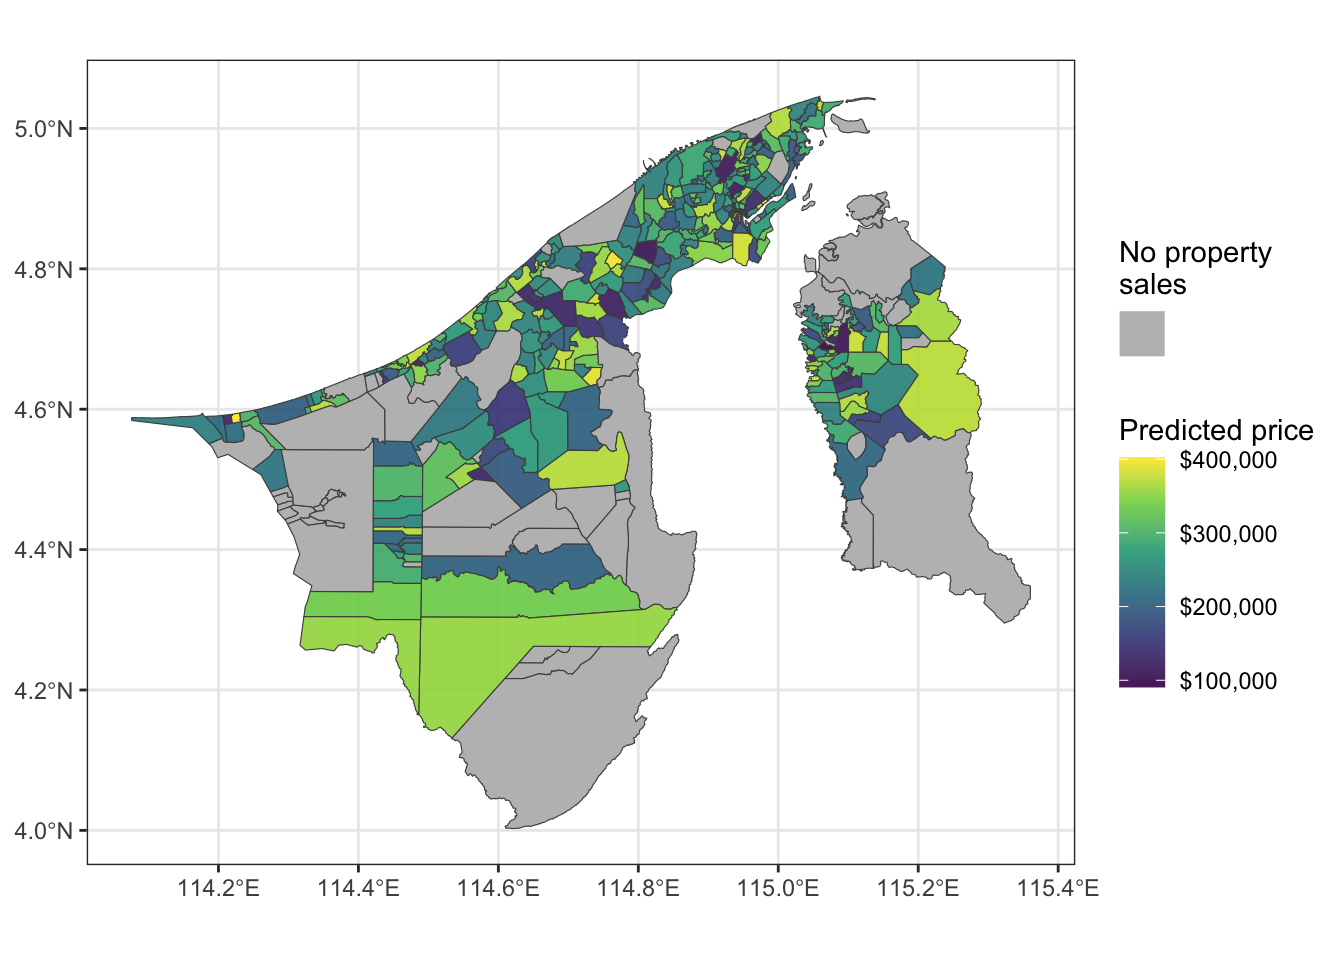 5.0°N
4.8°N
4.6°N
4.4°N
4.2°N
4.0°N
114.2°E
114.4°E
114.6°E
114.8°E
115.0°E
115.2°E
115.4°E
No property
sales
Predicted price
$400,000
$300,000
$200,000
$100,000